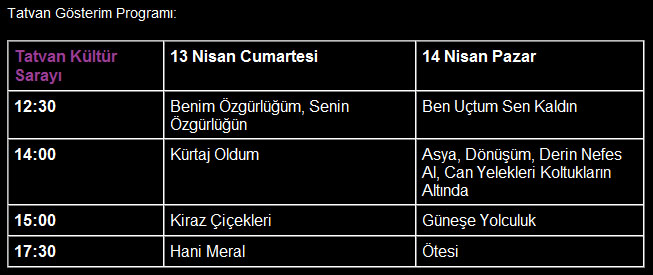 Tatvan Gösterim Programı:
Tatvan Kültür
Sarayı
13 Nisan Cumartesi
14 Nisan Pazar
12:30
Benim Özgürlüğüm, Senin
Özgürlüğün
Ben Uçtum Sen Kaldın
14:00
Kürtaj Oldum
Asya, Dönüşüm, Derin Nefes
Al, Can Yelekleri Koltukların
Altında
15:00
Kiraz Çiçekleri
Güneşe Yolculuk
17:30
Hani Meral
Ötesi